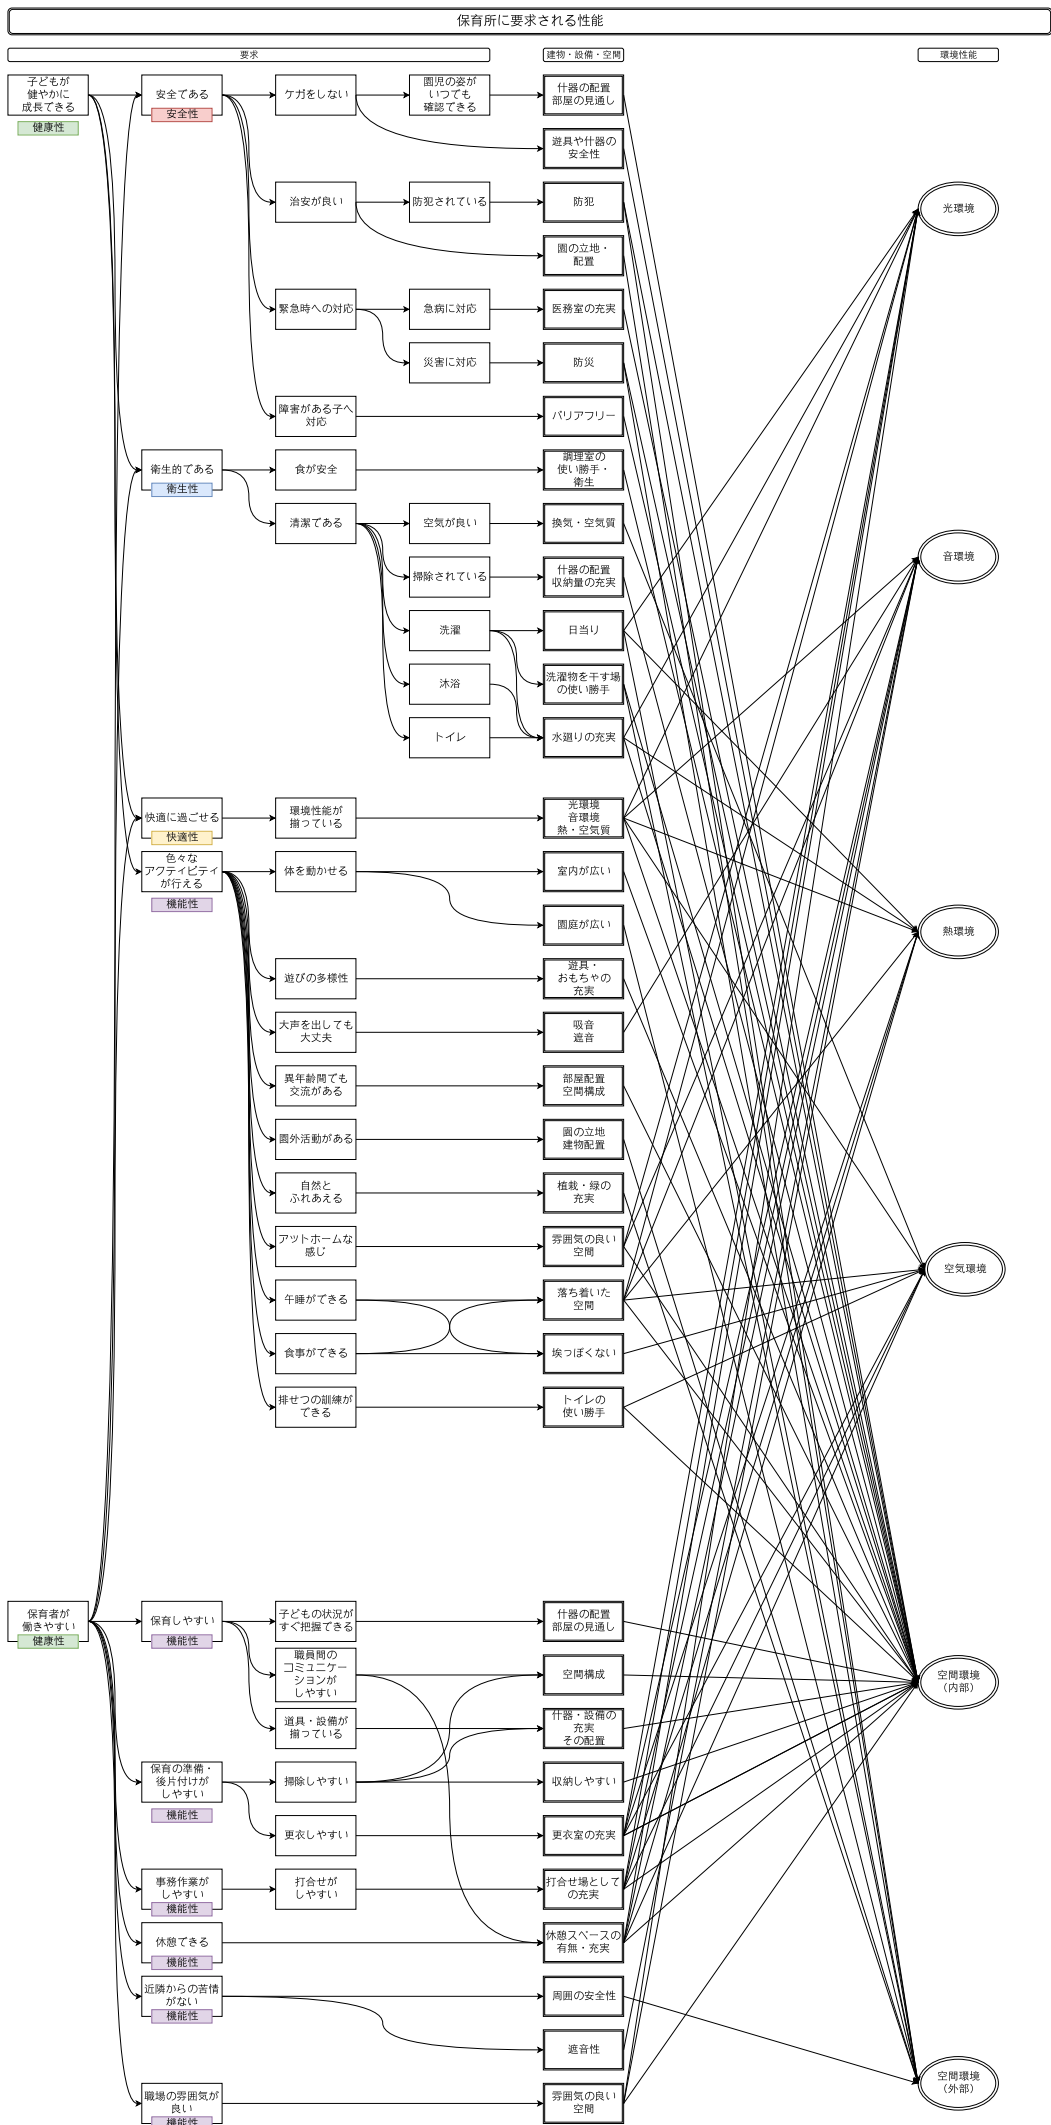 保育所に要求される性能
要求
建物・設備・空間
環境性能
子どもが
健やかに
成長できる
健康性
安全である
安全性
ケガをしない
園児の姿が
いつでも
確認できる
什器の配置
部屋の見通し
遊具や什器の
安全性
治安が良い
防犯されている
防犯
光環境
園の立地・
配置
緊急時への対応
急病に対応
医務室の充実
災害に対応
防災
障害がある子へ
対応
バリアフリー
衛生的である
衛生性
食が安全
調理室の
使い勝手・
衛生
清潔である
空気が良い
換気・空気質
音環境
掃除されている
什器の配置
収納量の充実
洗濯
日当り
沐浴
洗濯物を干す場
の使い勝手
トイレ
水廻りの充実
快適に過ごせる
快適性
環境性能が
揃っている
光環境
音環境
熱・空気質
色々な
アクティビティ
が行える
機能性
体を動かせる
室内が広い
園庭が広い
熱環境
遊びの多様性
遊具・
おもちゃの
充実
大声を出しても
大丈夫
吸音
遮音
異年齢間でも
交流がある
部屋配置
空間構成
園外活動がある
園の立地
建物配置
自然と
ふれあえる
植栽・緑の
充実
アットホームな
感じ
雰囲気の良い
空間
空気環境
午睡ができる
落ち着いた
空間
食事ができる
埃っぽくない
排せつの訓練が
できる
トイレの
使い勝手
保育者が
働きやすい
健康性
保育しやすい
機能性
子どもの状況が
すぐ把握できる
什器の配置
部屋の見通し
職員間の
コミュニケー
ションが
しやすい
空間構成
空間環境
（内部）
道具・設備が
揃っている
什器・設備の
充実
その配置
保育の準備・
後片付けが
しやすい
機能性
掃除しやすい
収納しやすい
更衣しやすい
更衣室の充実
事務作業が
しやすい
機能性
打合せが
しやすい
打合せ場として
の充実
休憩できる
機能性
休憩スペースの
有無・充実
近隣からの苦情
がない
機能性
周囲の安全性
遮音性
空間環境
（外部）
職場の雰囲気が
良い
機能性
雰囲気の良い
空間